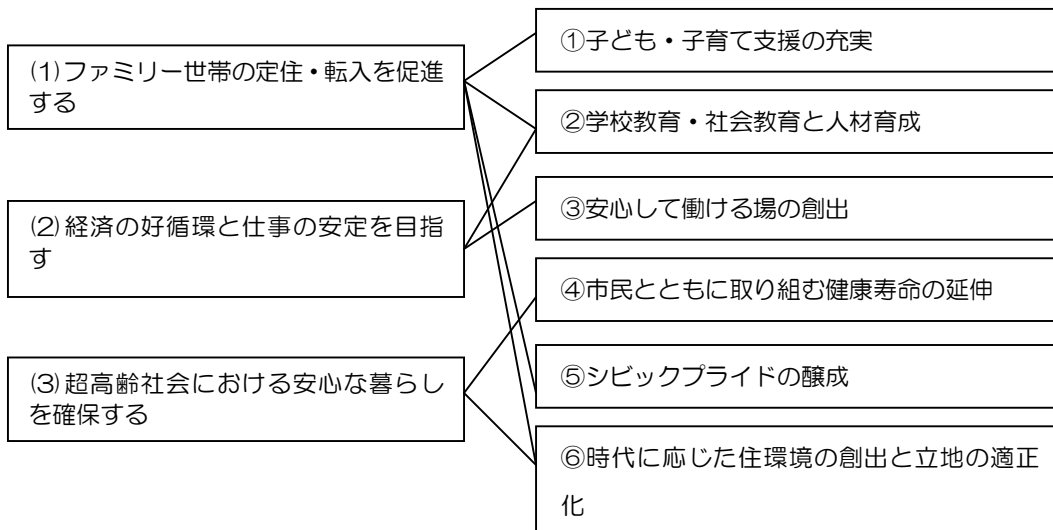 ⑴ファミリー世帯の定住・転入を促進
する
⑵経済の好循環と仕事の安定を目指
す
⑶超高齢社会における安心な暮らし
を確保する
①子ども・子育て支援の充実
②学校教育・社会教育と人材育成
③安心して働ける場の創出
④市民とともに取り組む健康寿命の延伸
⑤シビックプライドの醸成
⑥時代に応じた住環境の創出と立地の適正
化